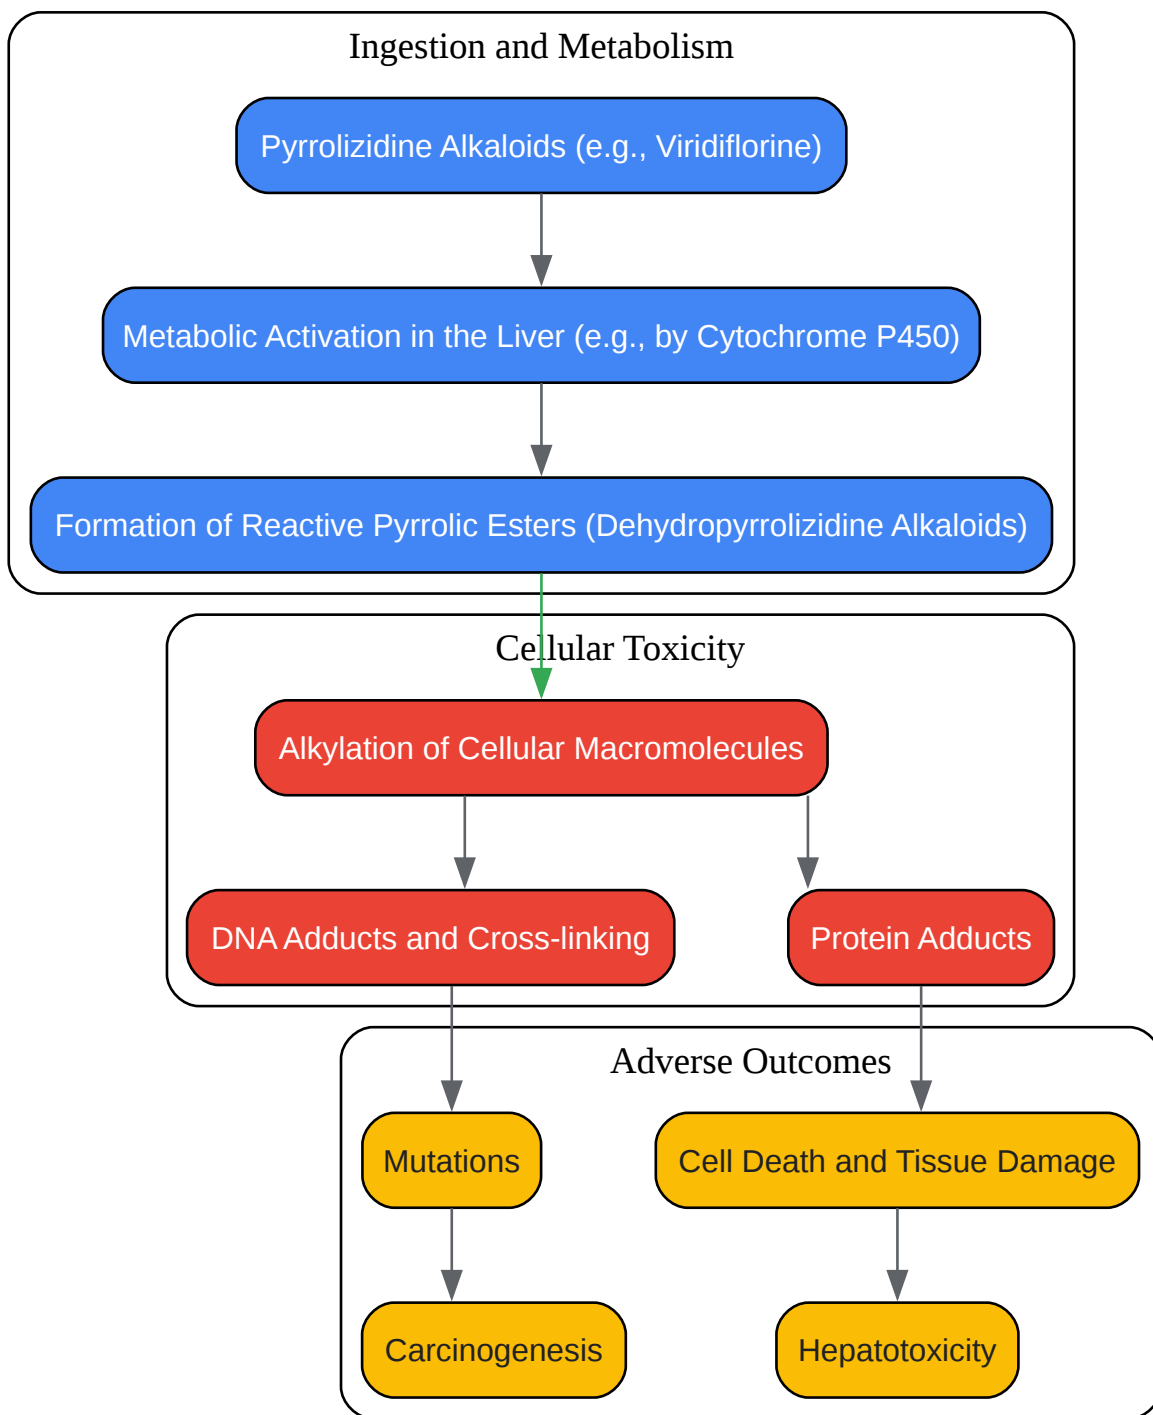 Ingestion and Metabolism
Pyrrolizidine Alkaloids (e.g., Viridiflorine)
Metabolic Activation in the Liver (e.g., by Cytochrome P450)
Formation of Reactive Pyrrolic Esters (Dehydropyrrolizidine Alkaloids)
Cellular Toxicity
Alkylation of Cellular Macromolecules
DNA Adducts and Cross-linking
Protein Adducts
Adverse Outcomes
Mutations
Cell Death and Tissue Damage
Carcinogenesis
Hepatotoxicity